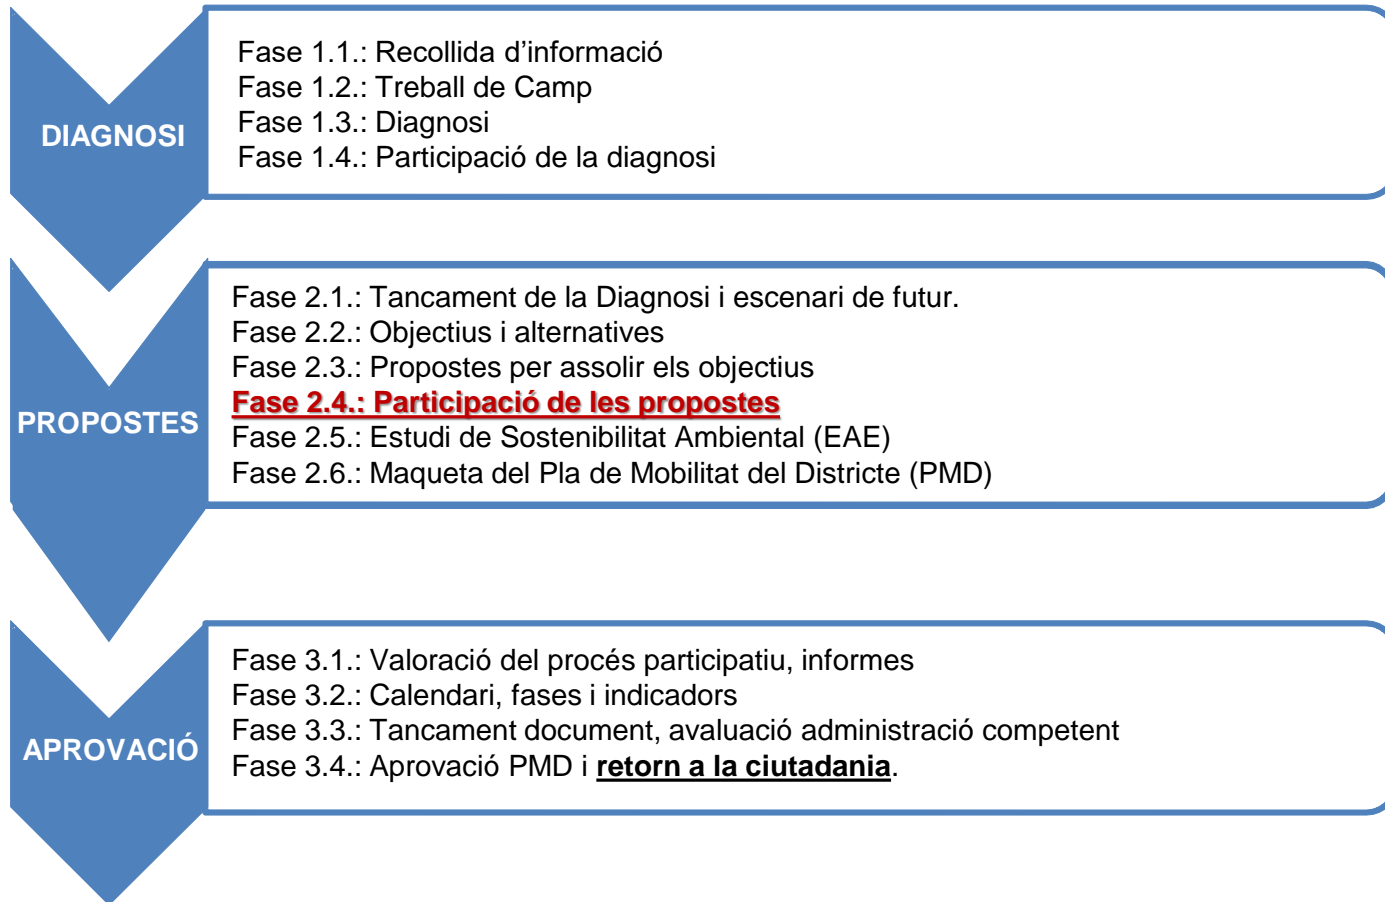 DIAGNOSI
Fase 1.1.: Recollida d’informació
Fase 1.2.: Treball de Camp
Fase 1.3.: Diagnosi
Fase 1.4.: Participació de la diagnosi
PROPOSTES
Fase 2.1.: Tancament de la Diagnosi i escenari de futur.
Fase 2.2.: Objectius i alternatives
Fase 2.3.: Propostes per assolir els objectius
Fase 2.4.: Participació de les propostes
Fase 2.5.: Estudi de Sostenibilitat Ambiental (EAE)
Fase 2.6.: Maqueta del Pla de Mobilitat del Districte (PMD)
APROVACIÓ
Fase 3.1.: Valoració del procés participatiu, informes
Fase 3.2.: Calendari, fases i indicadors
Fase 3.3.: Tancament document, avaluació administració competent
Fase 3.4.: Aprovació PMD i retorn a la ciutadania.